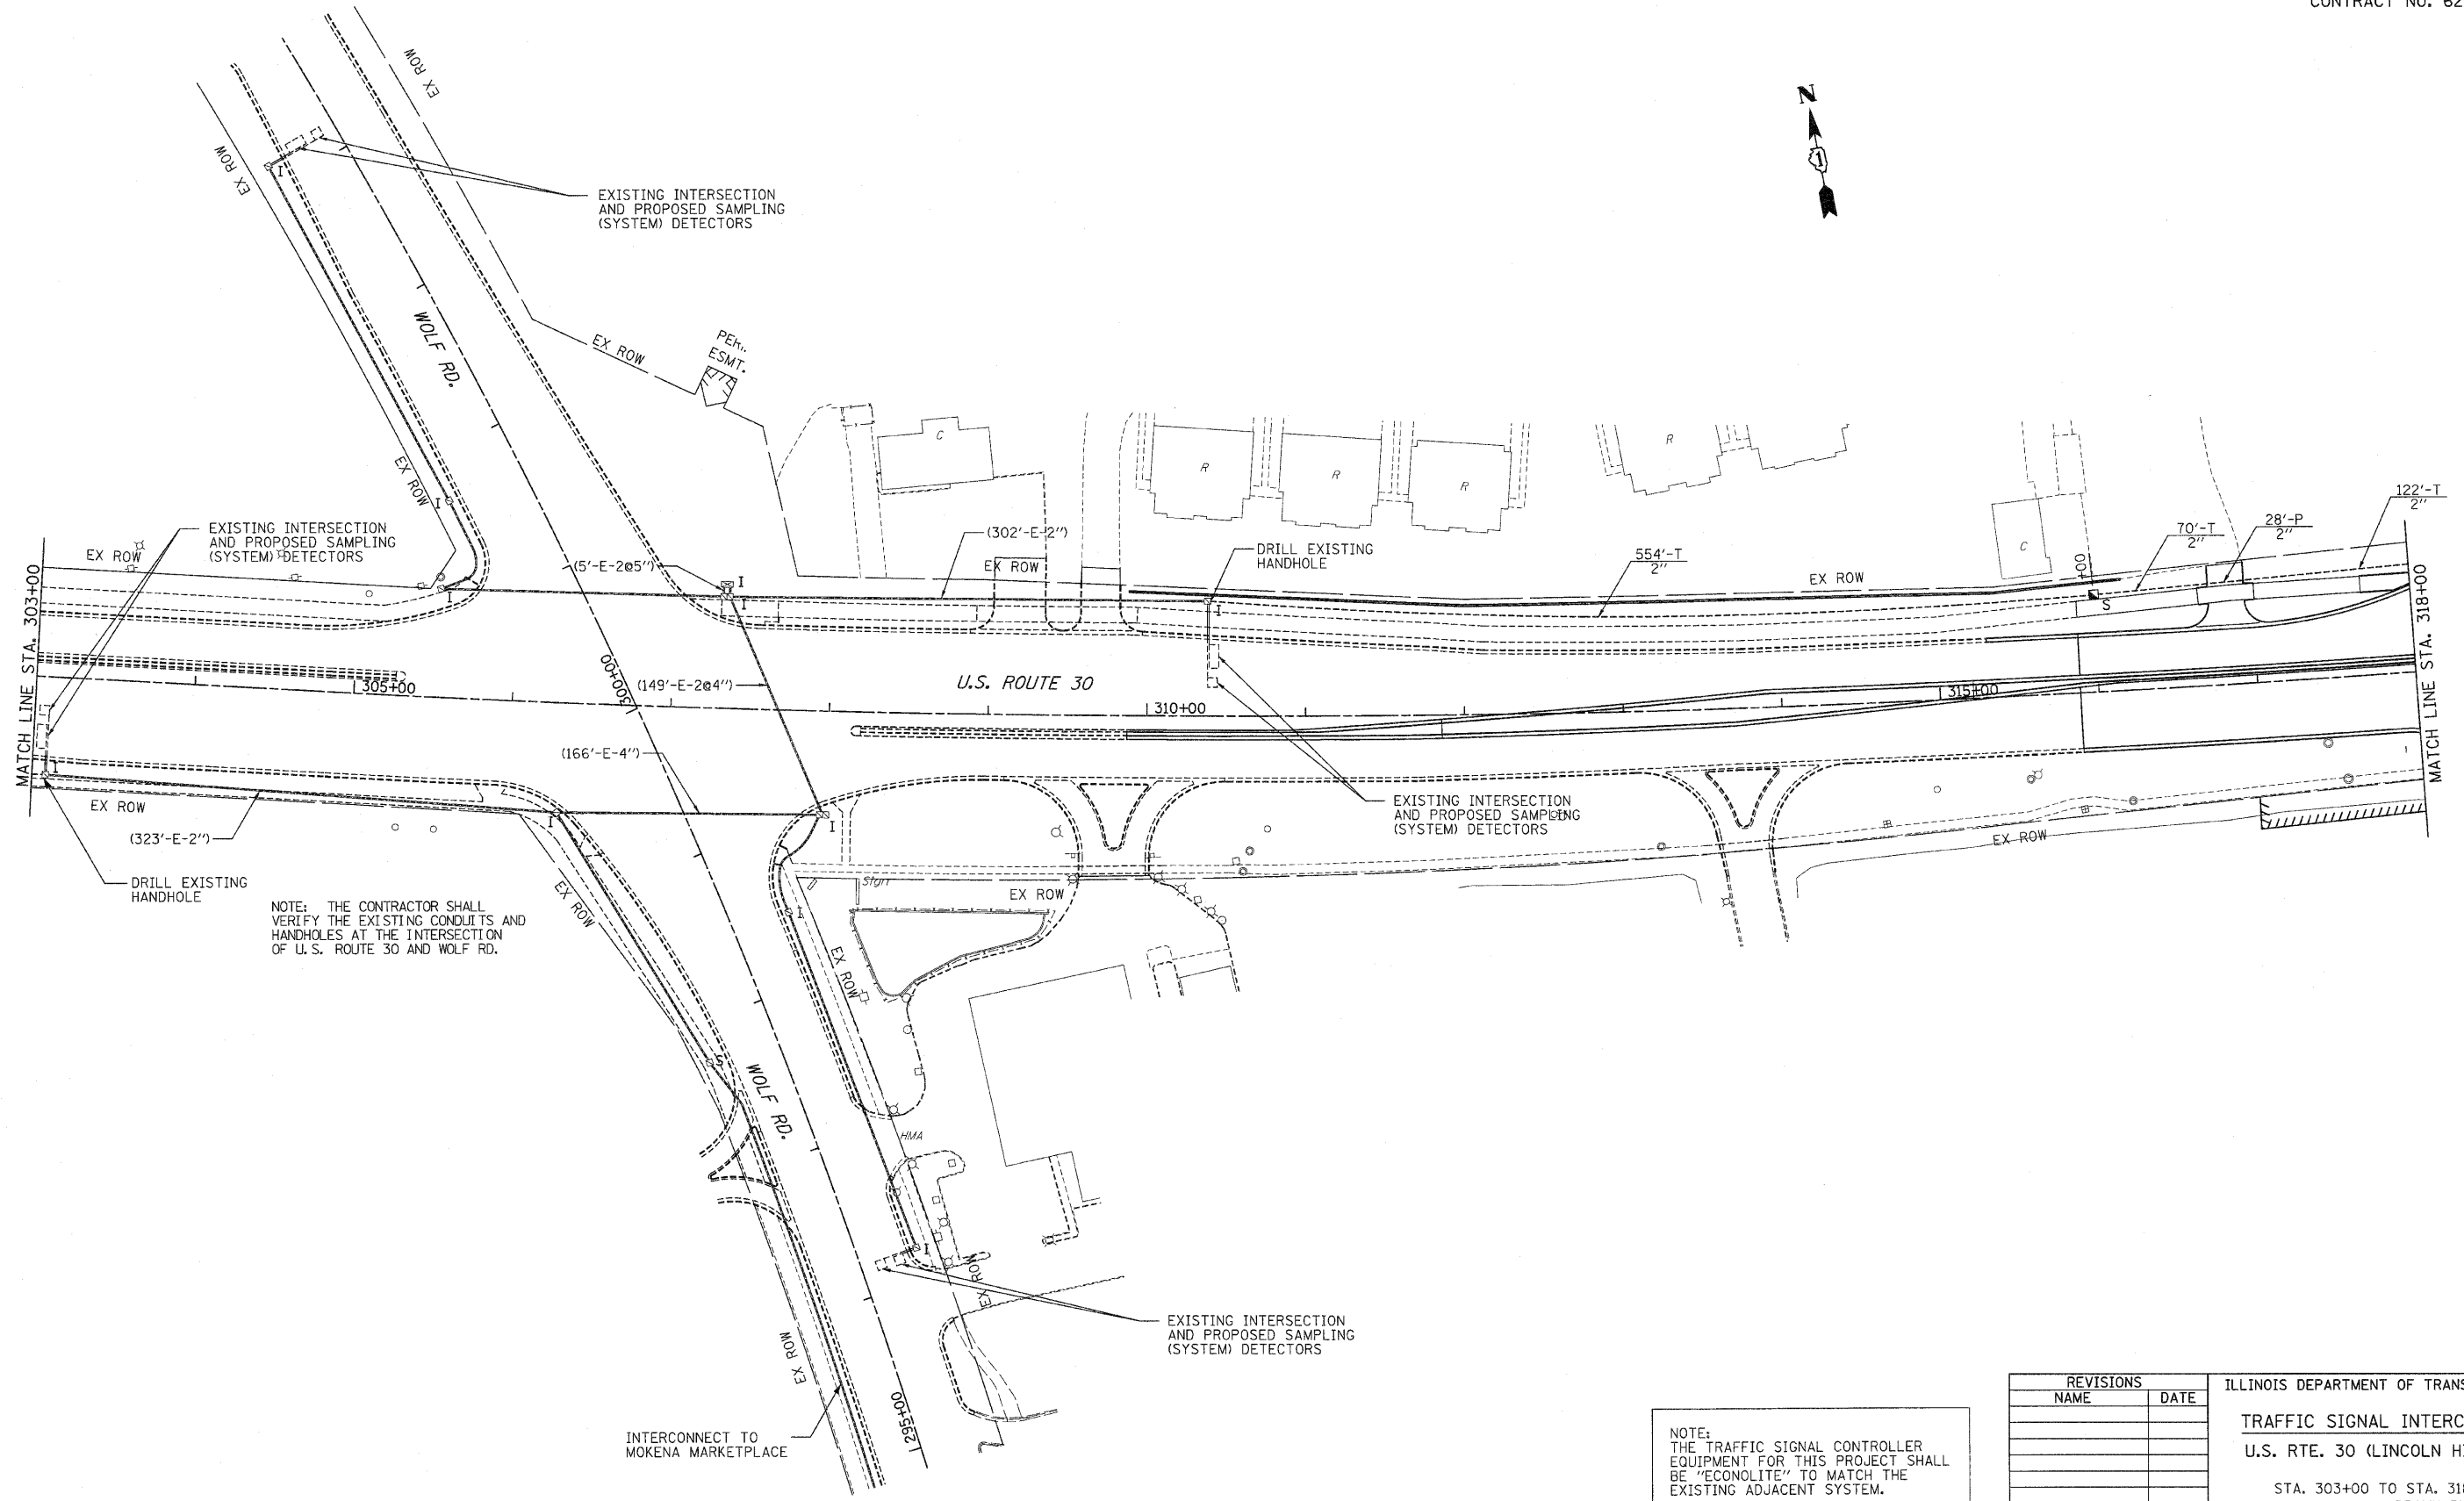 CONTRACT NO. 62
N
1
EX ROW
EX ROW
I
EXISTING INTERSECTION
AND PROPOSED SAMPLING
(SYSTEM) DETECTORS
WOLF RD.
EX ROW
ESMT.
EX ROW
I
C
R
R
R
R
C
EXISTING INTERSECTION
AND PROPOSED SAMPLING
(SYSTEM) DETECTORS
EX ROW
MATCH LINE STA. 303+00
I
(5'-E-2@5")
I
I
(302'-E-2")
EX ROW
DRILL EXISTING
HANDHOLE
I
554'-T
2"
EX ROW
+00
S
70'-T
2"
28'-P
2"
122'-T
2"
MATCH LINE STA. 318+00
305+00
300+00
(149'-E-2@4")
U.S. ROUTE 30
310+00
315+00
I
EX ROW
(323'-E-2")
(166'-E-4")
I
I
EXISTING INTERSECTION
AND PROPOSED SAMPLING
(SYSTEM) DETECTORS
EX ROW
DRILL EXISTING
HANDHOLE
NOTE: THE CONTRACTOR SHALL
VERIFY THE EXISTING CONDUITS AND
HANDHOLES AT THE INTERSECTION
OF U.S. ROUTE 30 AND WOLF RD.
EX ROW
Sign
I
EX ROW
EX ROW
S
WOLF RD.
HMA
I
EX ROW
EXISTING INTERSECTION
AND PROPOSED SAMPLING
(SYSTEM) DETECTORS
EX ROW
295+00
INTERCONNECT TO
MOKENA MARKETPLACE
NOTE:
THE TRAFFIC SIGNAL CONTROLLER
EQUIPMENT FOR THIS PROJECT SHALL
BE "ECONOLITE" TO MATCH THE
EXISTING ADJACENT SYSTEM.
REVISIONS
NAME DATE
ILLINOIS DEPARTMENT OF TRANS
TRAFFIC SIGNAL INTERC
U.S. RTE. 30 (LINCOLN H
STA. 303+00 TO STA. 31